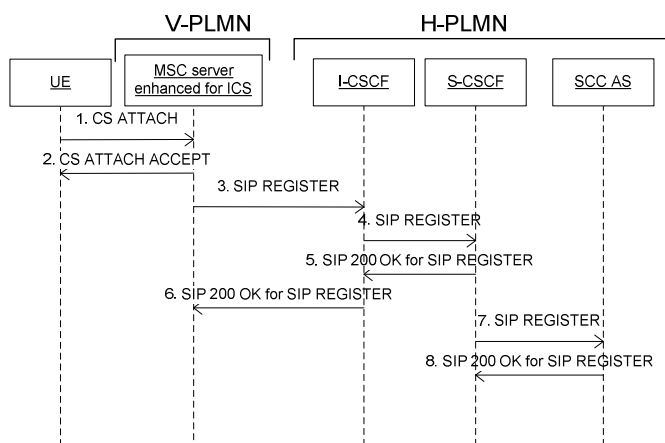 V-PLMN
H-PLMN
UE
MSC server
enhanced for ICS
I-CSCF
S-CSCF
SCC AS
1. CS ATTACH
2. CS ATTACH ACCEPT
3. SIP REGISTER
4. SIP REGISTER
5. SIP 200 OK for SIP REGISTER
6. SIP 200 OK for SIP REGISTER
7. SIP REGISTER
8. SIP 200 OK for SIP REGISTER